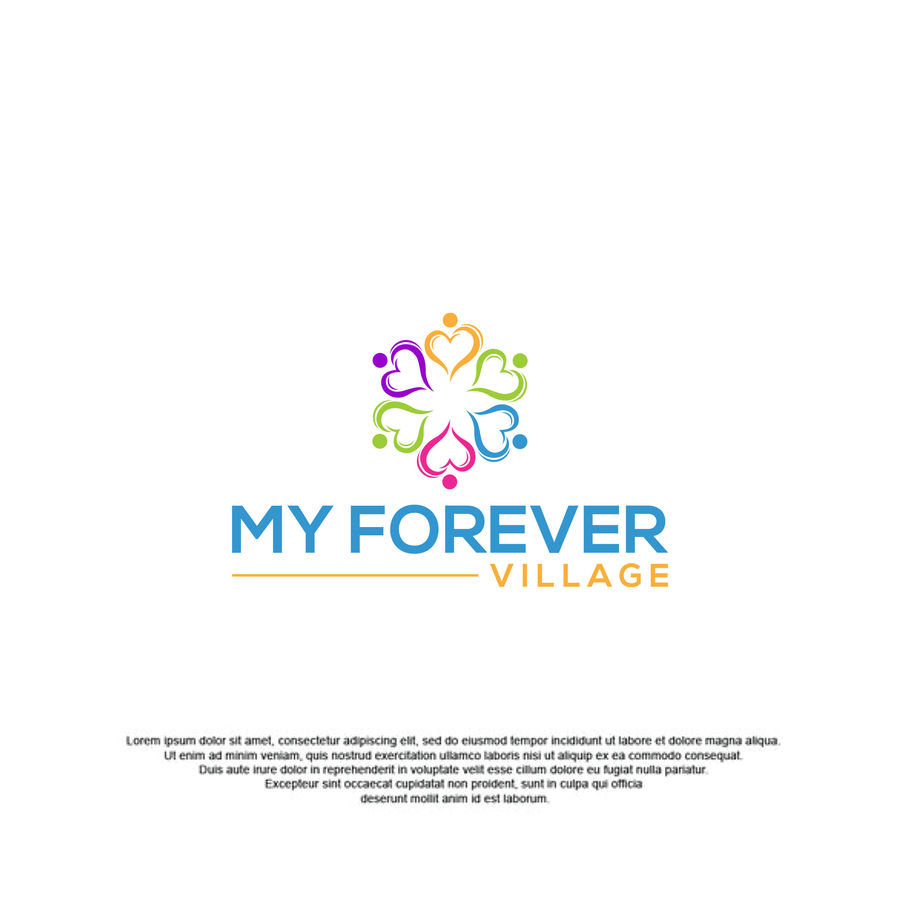 MY FOREVER
VILLAGE
Lorem ipsum dolor sit amet, consectetur adipiscing elit, sed do eiusmod tempor incididunt ut labore et dolore magna aliqua.
Ut enim ad minim veniam, quis nostrud exercitation ullamco laboris nisi ut aliquip ex ea commodo consequat.
Duis aute irure dolor in reprehenderit in voluptate velit esse cillum dolore eu fugiat nulla pariatur.
Excepteur sint occaecat cupidatat non proident, sunt in culpa qui officia
deserunt mollit anim id est laborum.